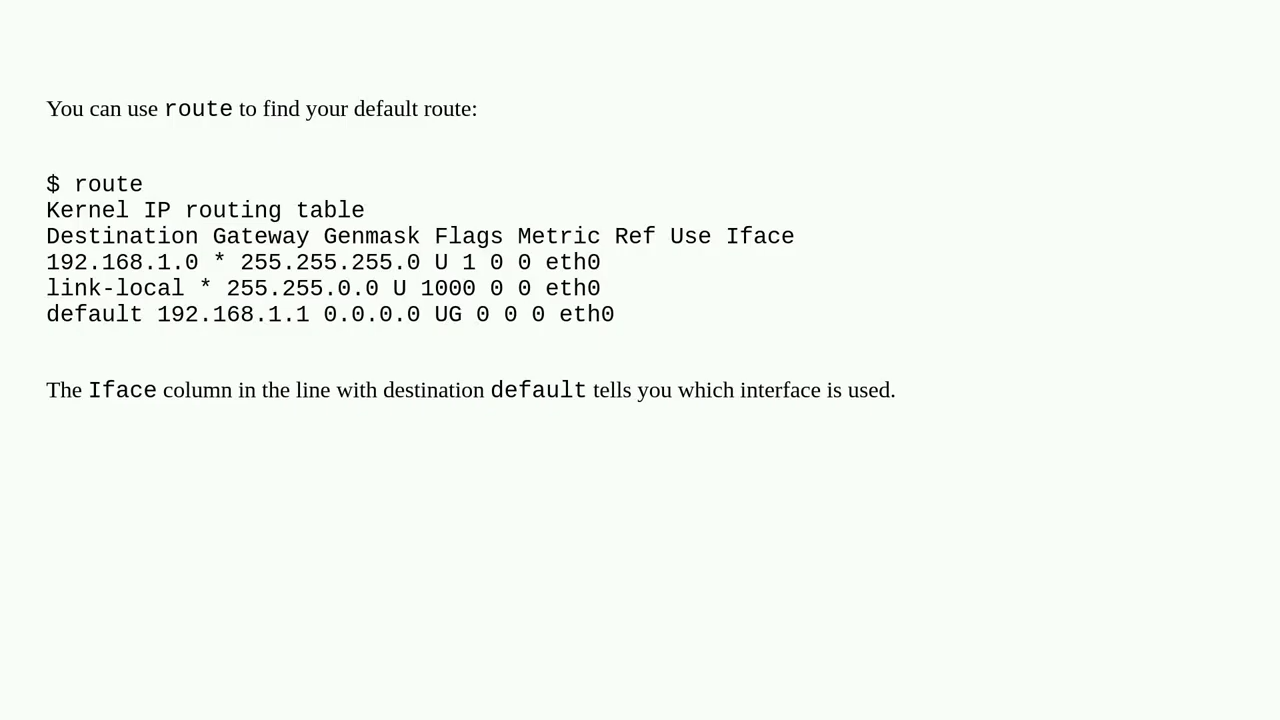 You can use route to find your default route:
$ route
Kernel IP routing table
Destination Gateway Genmask Flags Metric Ref Use Iface
192.168.1.0 * 255.255.255.0 U 1 0 0 eth0
link-local * 255.255.0.0 U 1000 0 0 eth0
default 192.168.1.1 0.0.0.0 UG 0 0 0 eth0
The Iface column in the line with destination default tells you which interface is used.